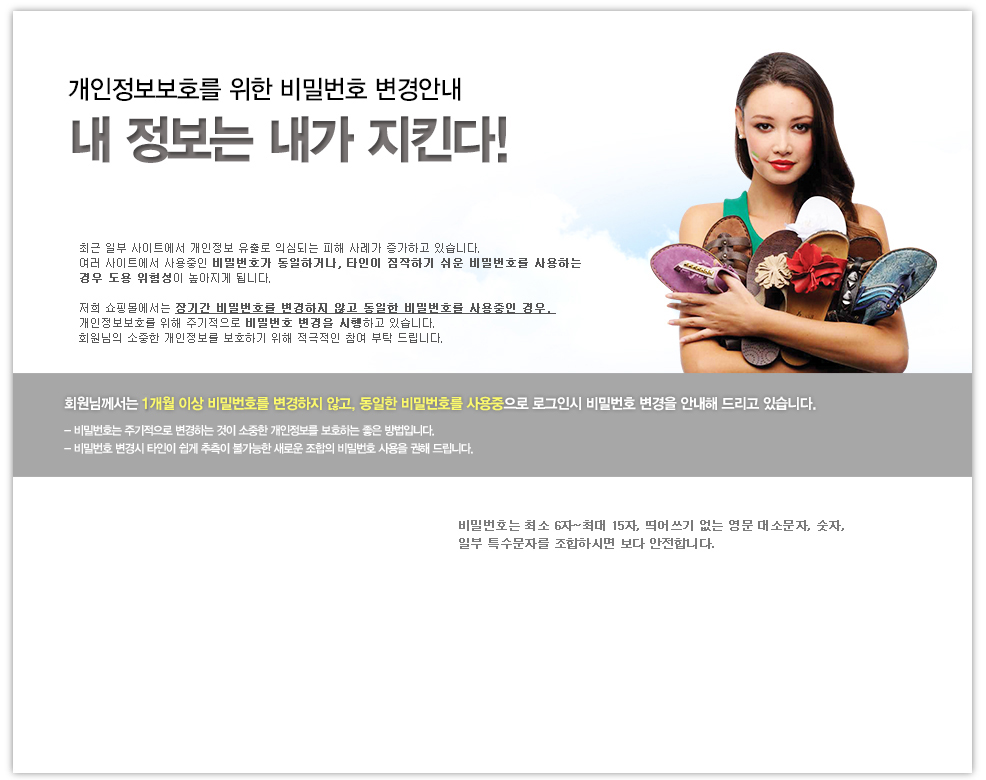 개인정보보호를 위한 비밀번호 변경안내
내 정보는 내가 지킨다!
최근 일부 사이트에서 개인정보 유출로 의심되는 피해 사례가 증가하고 있습니다.
여러 사이트에서 사용중인 비밀번호가 동일하거나, 타인이 짐작하기 쉬운 비밀번호를 사용하는
경우 도용 위험성이 높아지게 됩니다.
저희 쇼핑몰에서는 장기간 비밀번호를 변경하지 않고 동일한 비밀번호를 사용중인 경우,
개인정보보호를 위해 주기적으로 비밀번호 변경을 시행하고 있습니다.
회원님의 소중한 개인정보를 보호하기 위해 적극적인 참여 부탁 드립니다.
회원님께서는 1개월 이상 비밀번호를 변경하지 않고, 동일한 비밀번호를 사용중으로 로그인시 비밀번호 변경을 안내해 드리고 있습니다.
– 비밀번호는 주기적으로 변경하는 것이 소중한 개인정보를 보호하는 좋은 방법입니다.
– 비밀번호 변경시 타인이 쉽게 추측이 불가능한 새로운 조합의 비밀번호 사용을 권해 드립니다.
비밀번호는 최소 6자~최대 15자, 띄어쓰기 없는 영문 대소문자, 숫자,
일부 특수문자를 조합하시면 보다 안전합니다.